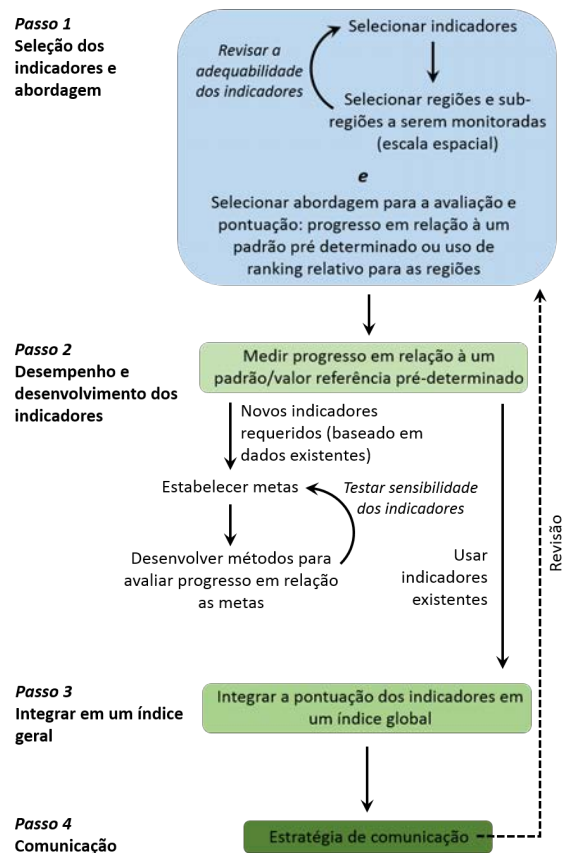 Passo 1
Seleção dos
indicadores e
abordagem
Selecionar indicadores
Revisar a
adequabilidade
dos indicadores
Selecionar regiões e sub-
regiões a serem monitoradas
(escala espacial)
e
Selecionar abordagem para a avaliação e
pontuação: progresso em relação à um
padrão pré determinado ou uso de
ranking relativo para as regiões
Passo 2
Desempenho e
desenvolvimento dos
indicadores
Medir progresso em relação à um
padrão/valor referência pré-determinado
Novos indicadores
requeridos (baseado em
dados existentes)
Estabelecer metas
Testar sensibilidade
dos indicadores
Desenvolver métodos para
avaliar progresso em relação
as metas
Usar
indicadores
existentes
Revisão
Passo 3
Integrar em um índice
geral
Integrar a pontuação dos indicadores em
um índice global
Passo 4
Comunicação
Estratégia de comunicação